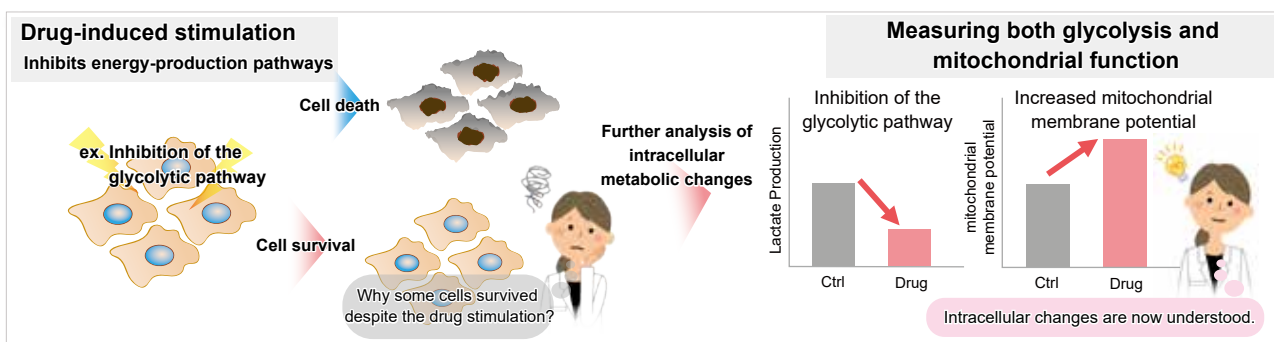 Drug-induced stimulation
Inhibits energy-production pathways
ex. Inhibition of the
glycolytic pathway
Cell death
Cell survival
Why some cells survived
despite the drug stimulation?
Further analysis of
intracellular
metabolic changes
Measuring both glycolysis and
mitochondrial function
Inhibition of the
glycolytic pathway
Lactate Production
Ctrl
Drug
Increased mitochondrial
membrane potential
mitochondrial
membrane potential
Ctrl
Drug
Intracellular changes are now understood.